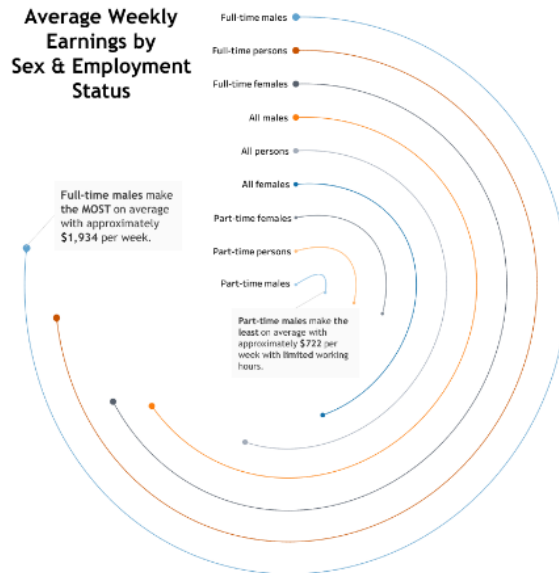 Average Weekly
Earnings by
Sex & Employment
Status
Full-time males
Full-time persons
Full-time females
All males
All persons
All females
Part-time females
Part-time persons
Part-time males
Full-time males make
the MOST on average
with approximately
$1,934 per week.
Part-time males make the
least on average with
approximately $722 per
week with limited working
hours.